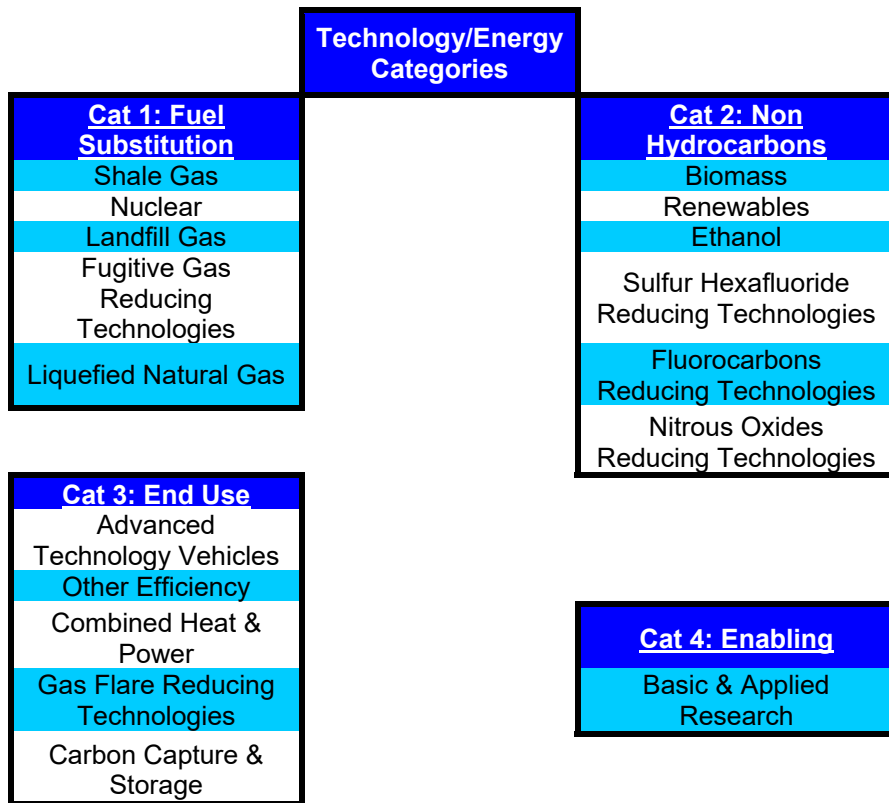 Technology/Energy
Categories
Cat 1: Fuel
Substitution
Shale Gas
Nuclear
Landfill Gas
Fugitive Gas
Reducing
Technologies
Liquefied Natural Gas
Cat 2: Non
Hydrocarbons
Biomass
Renewables
Ethanol
Sulfur Hexafluoride
Reducing Technologies
Fluorocarbons
Reducing Technologies
Nitrous Oxides
Reducing Technologies
Cat 3: End Use
Advanced
Technology Vehicles
Other Efficiency
Combined Heat &
Power
Gas Flare Reducing
Technologies
Carbon Capture &
Storage
Cat 4: Enabling
Basic & Applied
Research